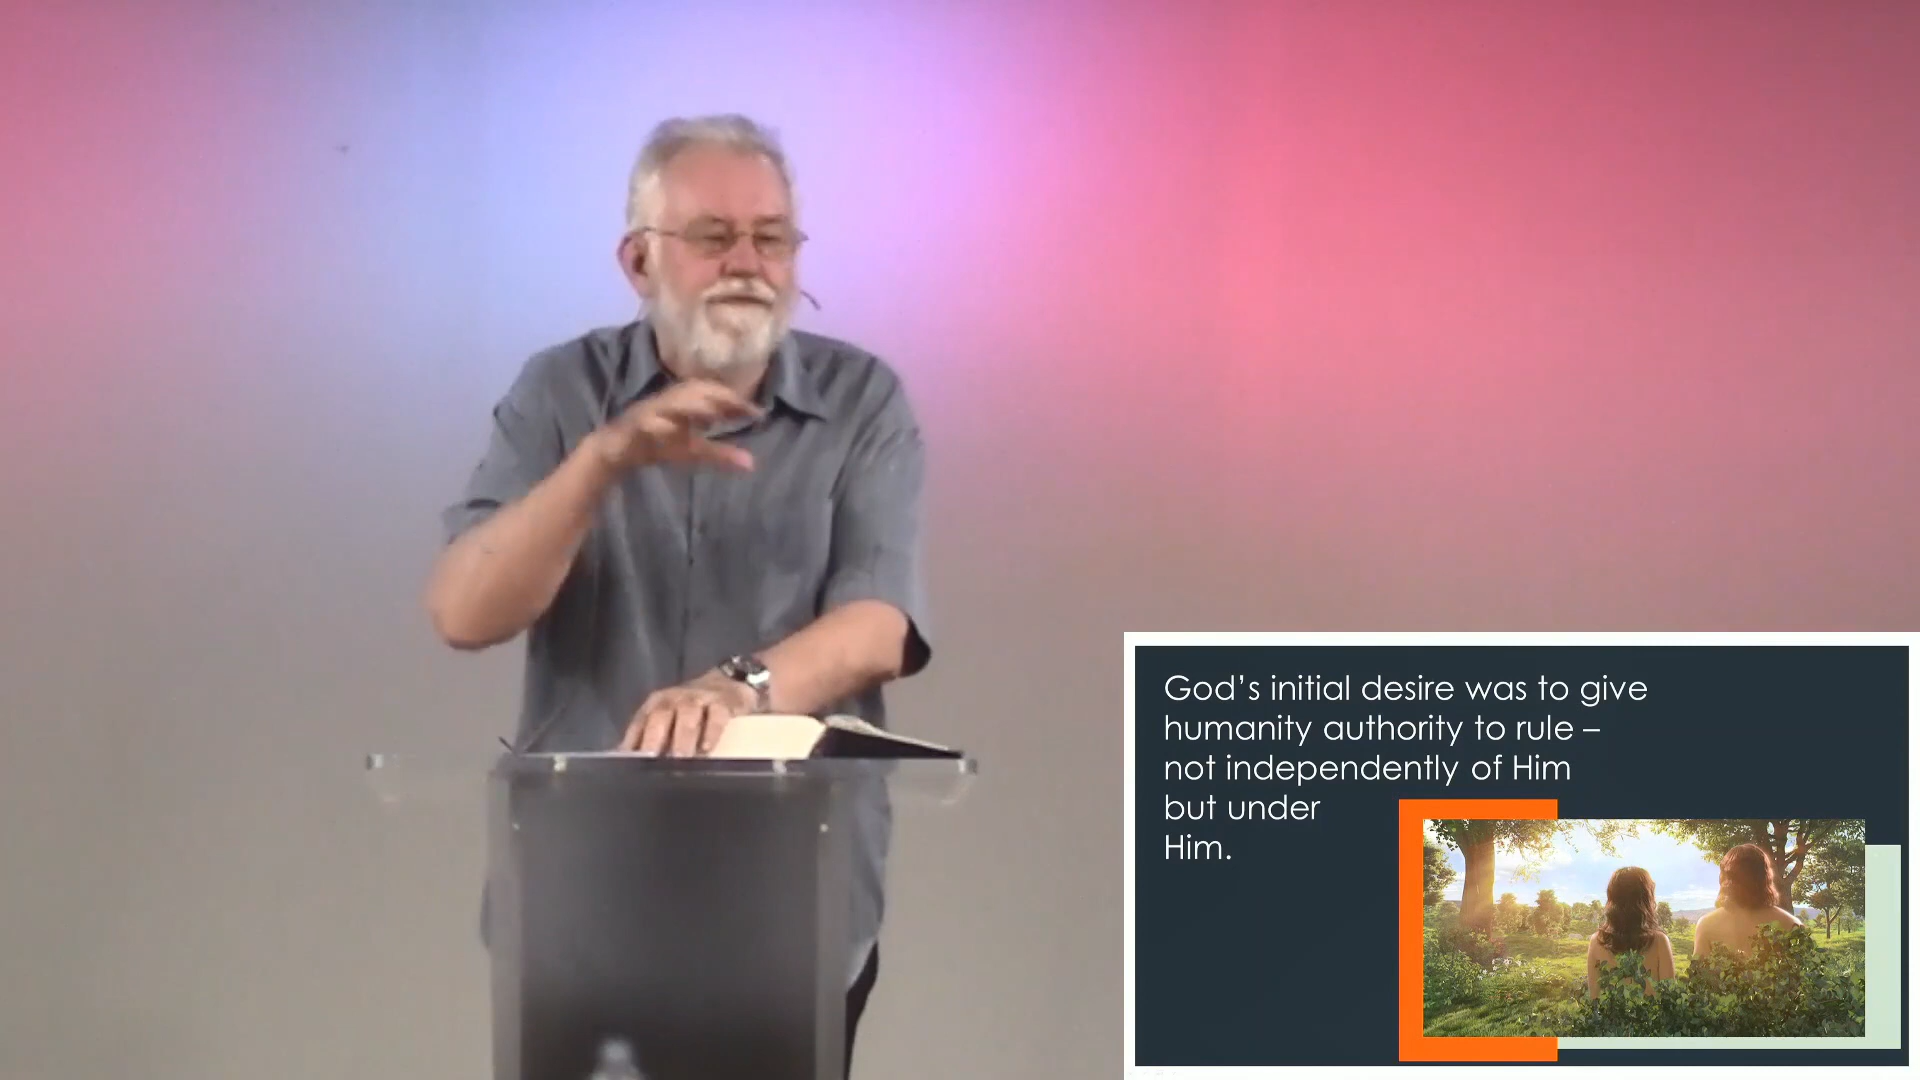 God’s initial desire was to give
humanity authority to rule –
not independently of Him
but under
Him.